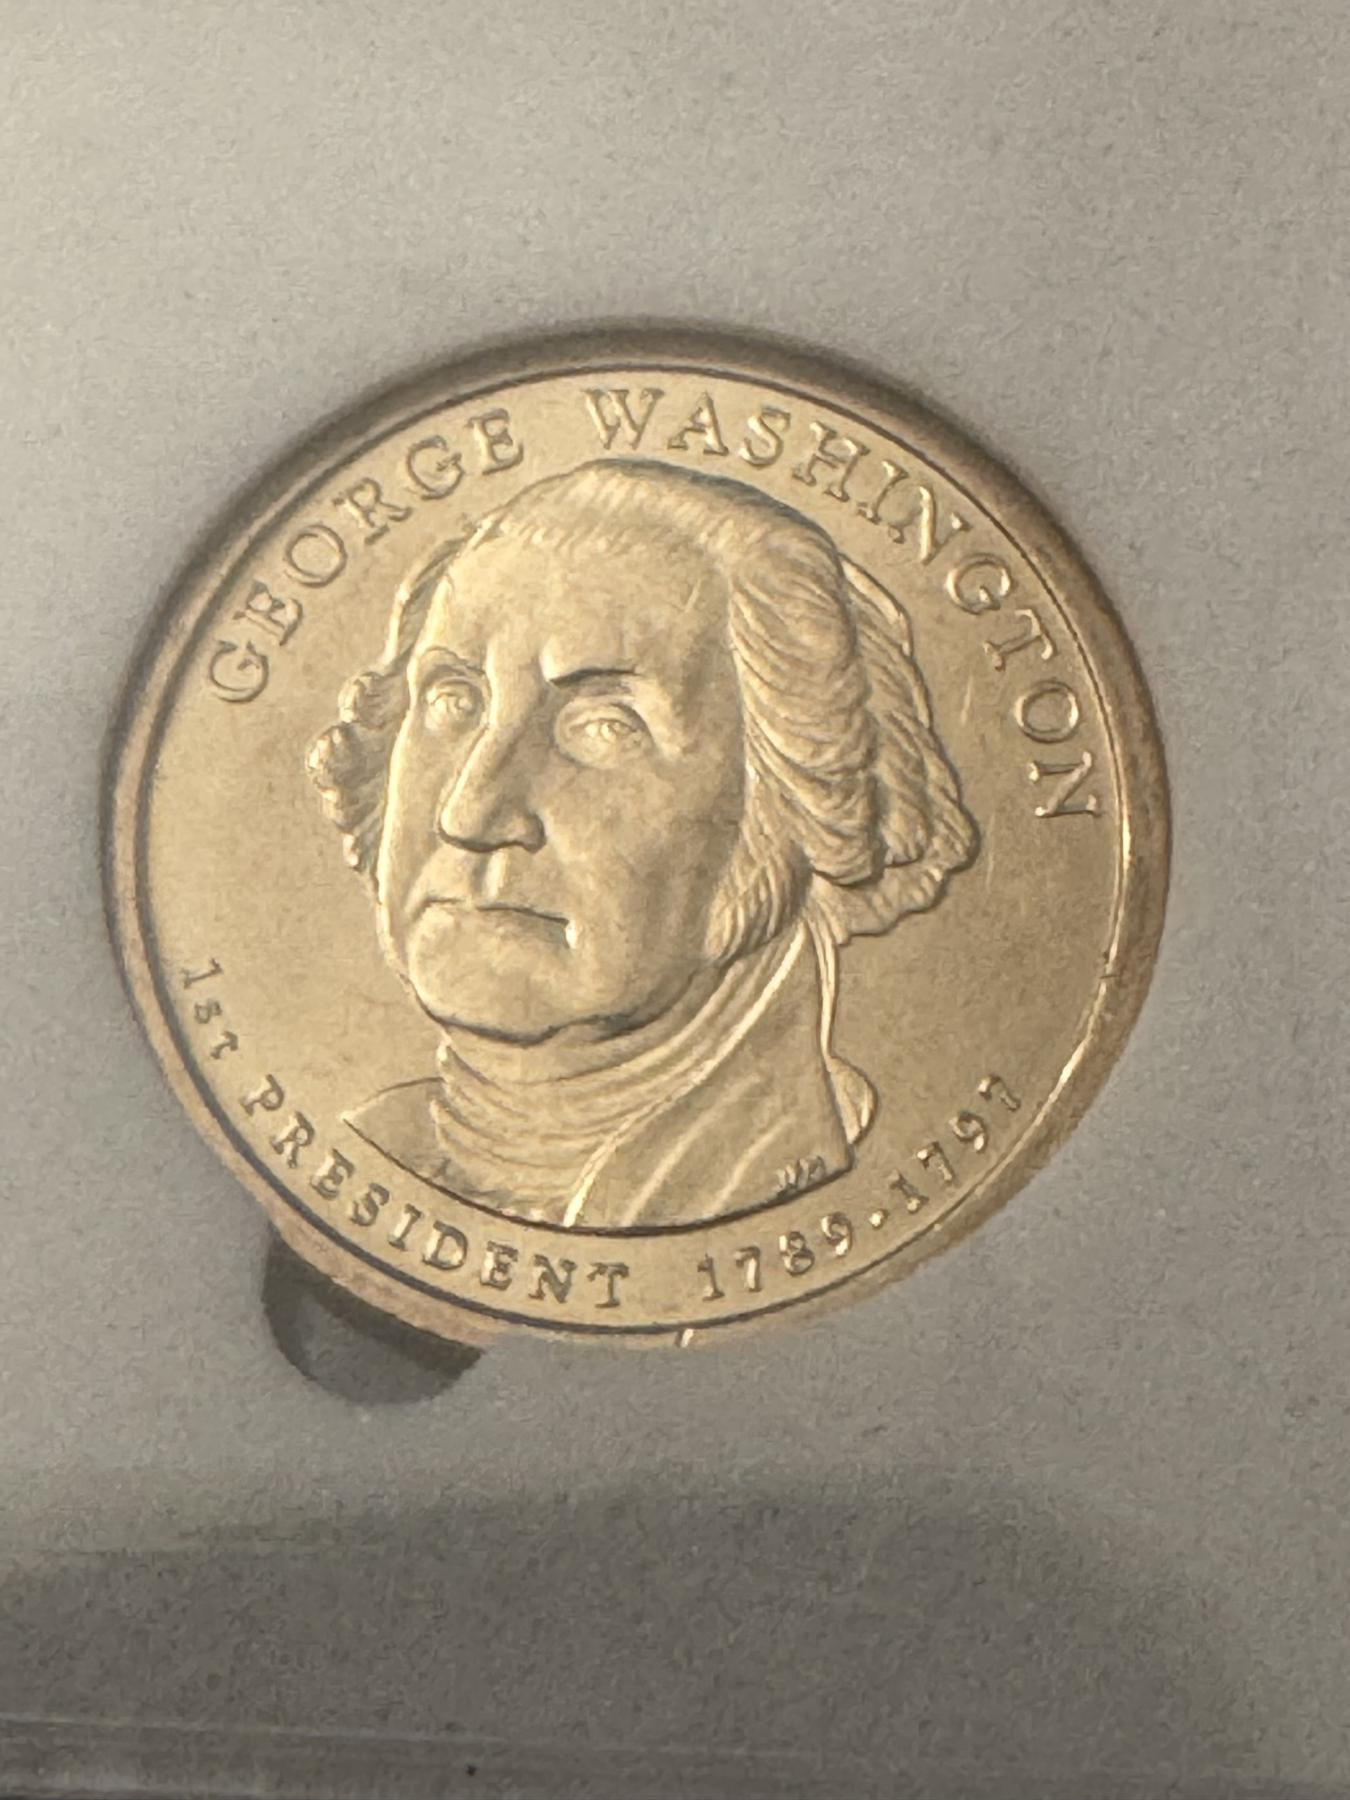 GEORGE WASHINGTON
1st PRESIDENT 1789-1797